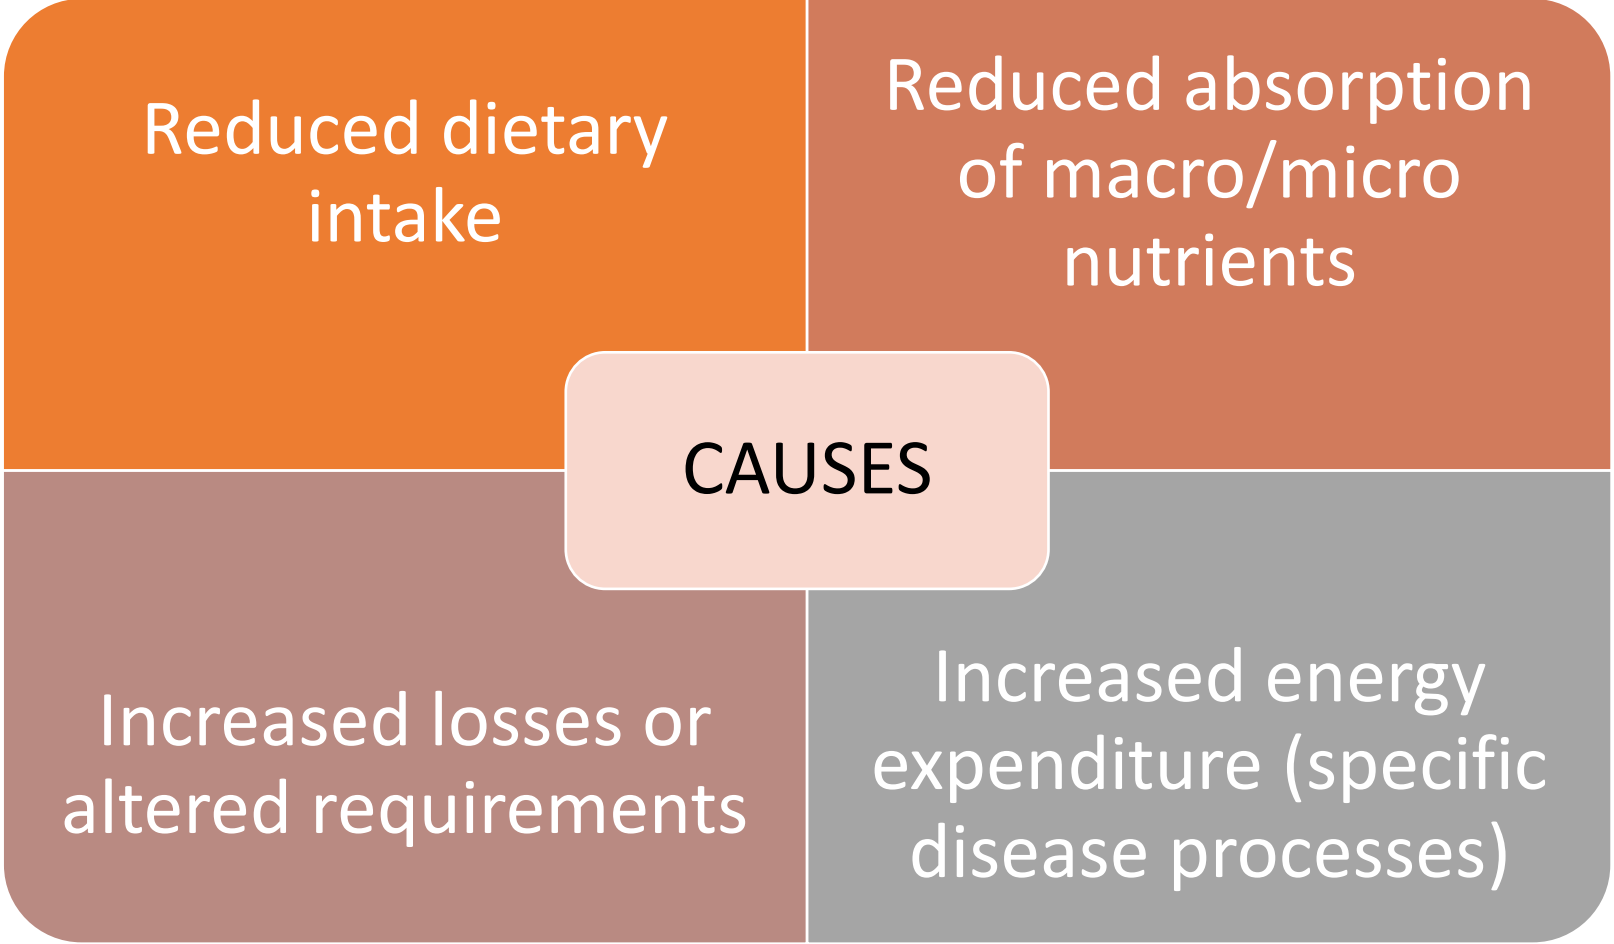 Reduced dietary
intake
Reduced absorption
of macro/micro
nutrients
CAUSES
Increased losses or
altered requirements
Increased energy
expenditure (specific
disease processes)